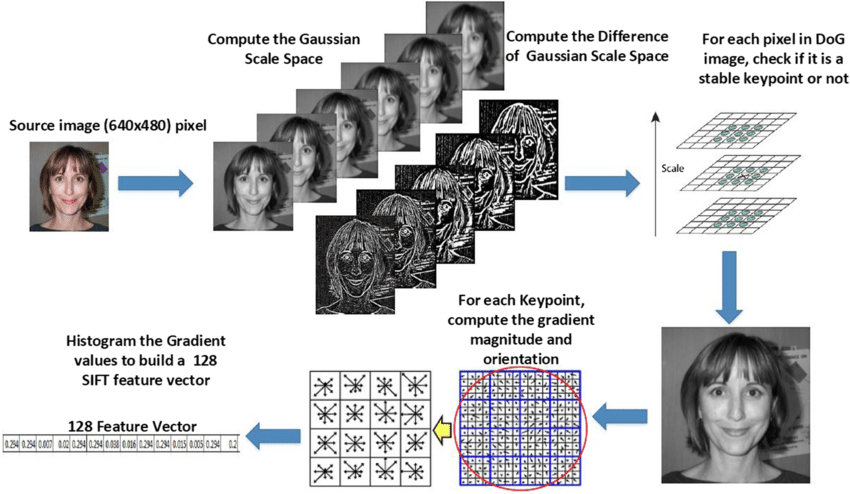 Source image (640x480) pixel
Compute the Gaussian
Scale Space
Compute the Difference
of Gaussian Scale Space
For each pixel in DoG
image, check if it is a
stable keypoint or not
Scale
For each Keypoint,
compute the gradient
magnitude and
orientation
Histogram the Gradient
values to build a 128
SIFT feature vector
128 Feature Vector
0.294 0.294 0.007 0.02 0.294 0.294 0.038 0.016 0.294 0.294 0.015 0.005 0.294 0.2